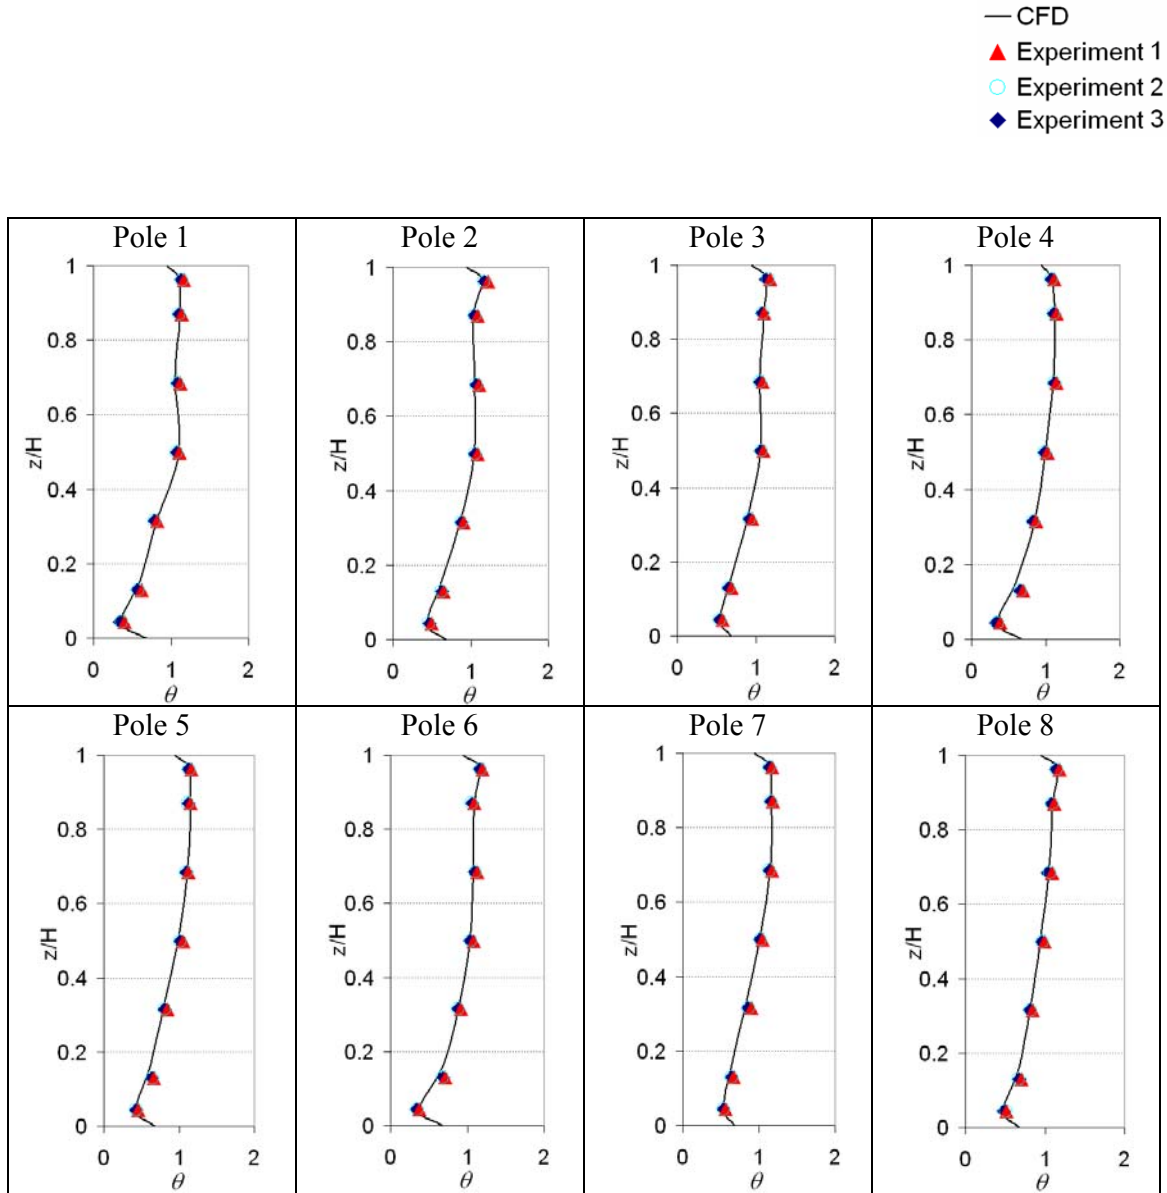 CFD
Experiment 1
Experiment 2
Experiment 3
Pole 1
1
0.8
0.6
z/H
0.4
0.2
0
0 1 2
θ
Pole 2
1
0.8
0.6
z/H
0.4
0.2
0
0 1 2
θ
Pole 3
1
0.8
0.6
z/H
0.4
0.2
0
0 1 2
θ
Pole 4
1
0.8
0.6
z/H
0.4
0.2
0
0 1 2
θ
Pole 5
1
0.8
0.6
z/H
0.4
0.2
0
0 1 2
θ
Pole 6
1
0.8
0.6
z/H
0.4
0.2
0
0 1 2
θ
Pole 7
1
0.8
0.6
z/H
0.4
0.2
0
0 1 2
θ
Pole 8
1
0.8
0.6
z/H
0.4
0.2
0
0 1 2
θ